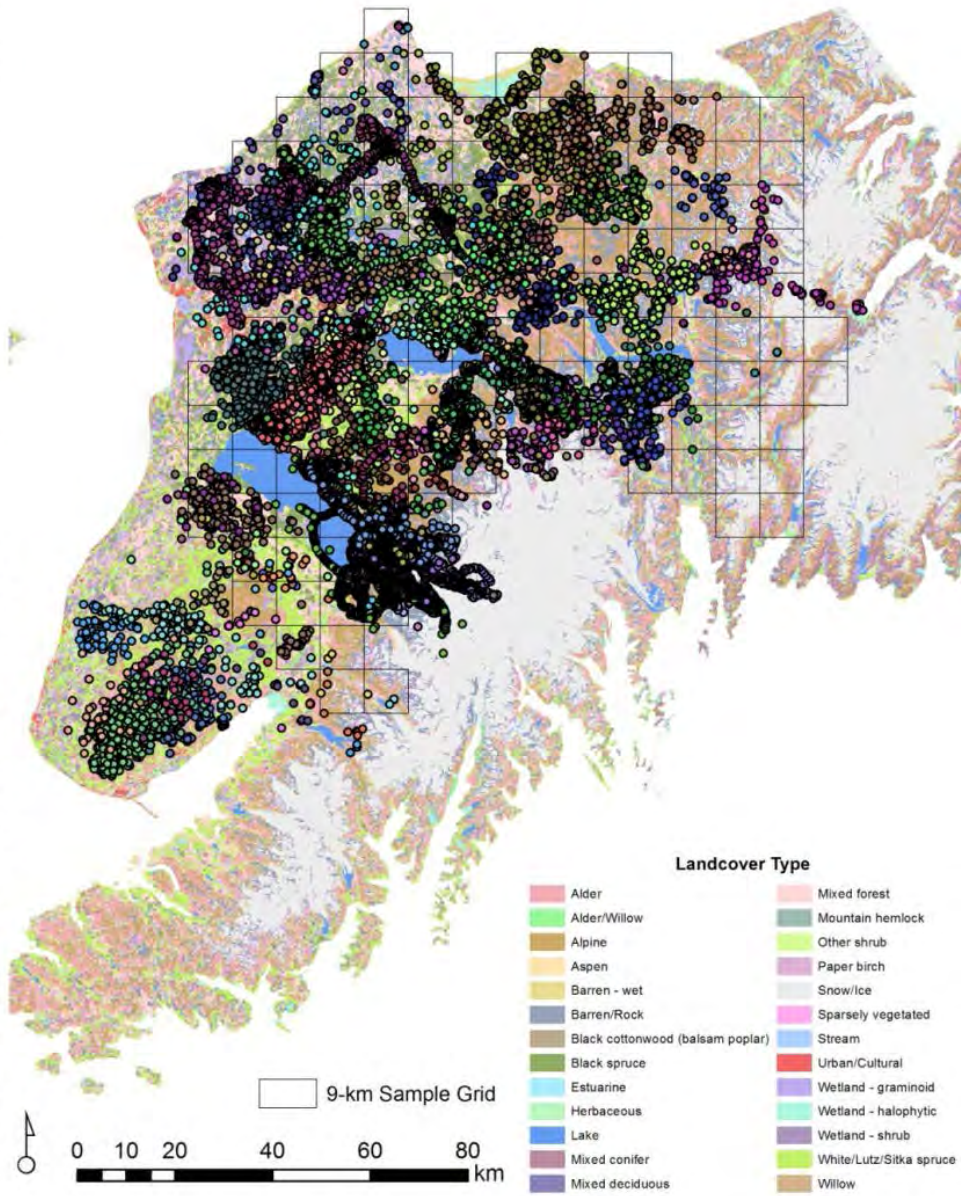 Landcover Type
Alder
Alder/Willow
Alpine
Aspen
Barren - wet
Barren/Rock
Black cottonwood (balsam poplar)
Black spruce
Estuarine
Herbaceous
Lake
Mixed conifer
Mixed deciduous
Mixed forest
Mountain hemlock
Other shrub
Paper birch
Snow/Ice
Sparsely vegetated
Stream
Urban/Cultural
Wetland - graminoid
Wetland - halophytic
Wetland - shrub
White/Lutz/Sitka spruce
Willow
9-km Sample Grid
0 5 10 20 40 60 80
km